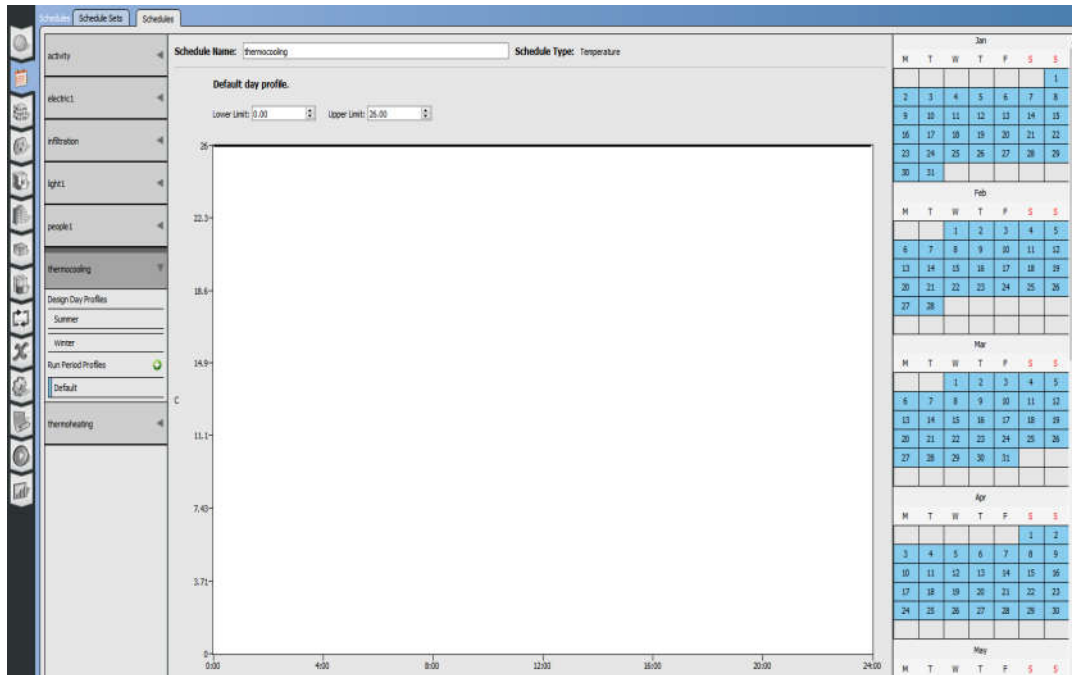 Schedules Schedule Sets Schedules
activity
electric1
infiltration
light1
people1
thermocooling
Design Day Profiles
Summer
Winter
Run Period Profiles
Default
thermoheating
Schedule Name: thermocooling Schedule Type: Temperature
Default day profile.
Lower Limit: 0.00 Upper Limit: 26.00
26
22.3
18.6
14.9
C
11.1
7.43
3.71
0
0:00 4:00 8:00 12:00 16:00 20:00 24:00
Jan
M T W T F S S
1
2 3 4 5 6 7 8
9 10 11 12 13 14 15
16 17 18 19 20 21 22
23 24 25 26 27 28 29
30 31
Feb
M T W T F S S
1 2 3 4 5
6 7 8 9 10 11 12
13 14 15 16 17 18 19
20 21 22 23 24 25 26
27 28
Mar
M T W T F S S
1 2 3 4 5
6 7 8 9 10 11 12
13 14 15 16 17 18 19
20 21 22 23 24 25 26
27 28 29 30 31
Apr
M T W T F S S
1 2
3 4 5 6 7 8 9
10 11 12 13 14 15 16
17 18 19 20 21 22 23
24 25 26 27 28 29 30
May
M T W T F S S